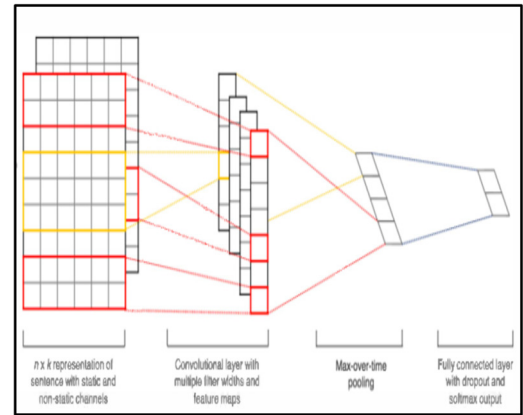 n x k representation of
sentence with static and
non-static channels
Convolutional layer with
multiple filter widths and
feature maps
Max-over-time
pooling
Fully connected layer
with dropout and
softmax output